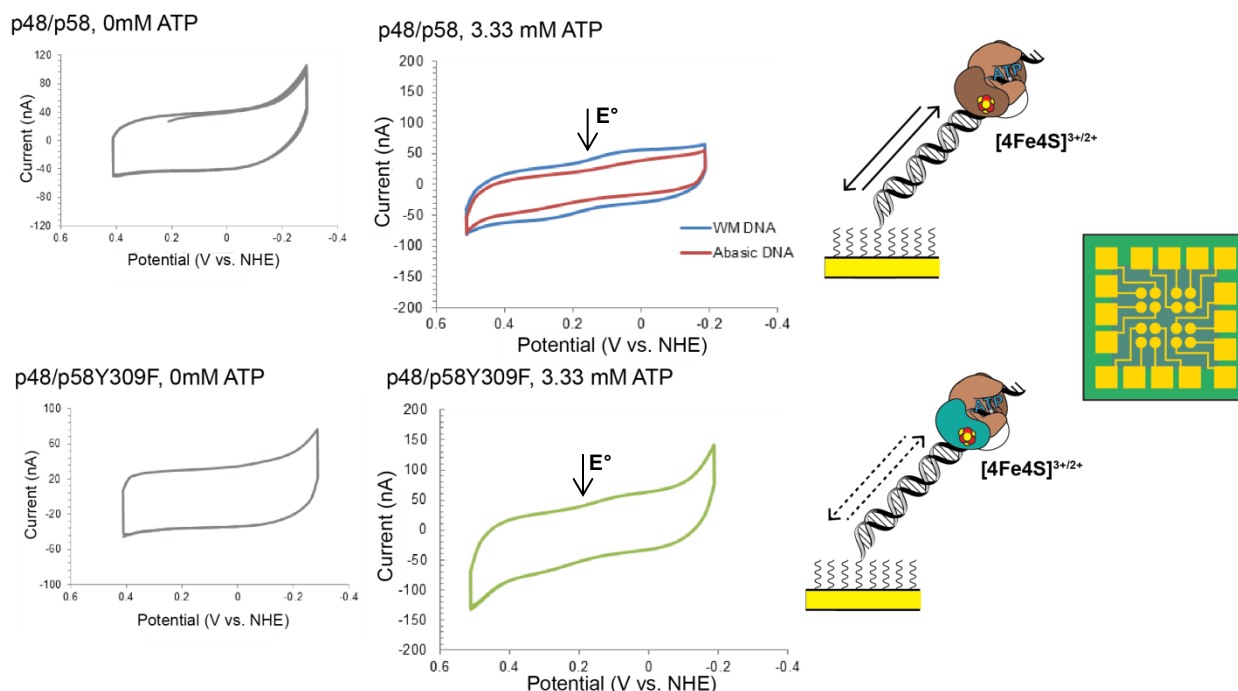 p48/p58, 0mM ATP
120
80
40
0
-40
-80
-120
Current (nA)
0.6
0.4
0.2
0
-0.2
-0.4
Potential (V vs. NHE)
p48/p58, 3.33 mM ATP
200
150
100
50
0
-50
-100
-150
-200
Current (nA)
E°
WM DNA
Abasic DNA
0.6
0.4
0.2
0
-0.2
-0.4
Potential (V vs. NHE)
ATP
[4Fe4S]3+/2+
p48/p58Y309F, 0mM ATP
100
60
20
-20
-60
-100
Current (nA)
0.6
0.4
0.2
0
-0.2
-0.4
Potential (V vs. NHE)
p48/p58Y309F, 3.33 mM ATP
200
150
100
50
0
-50
-100
-150
-200
Current (nA)
E°
0.6
0.4
0.2
0
-0.2
-0.4
Potential (V vs. NHE)
ATP
[4Fe4S]3+/2+